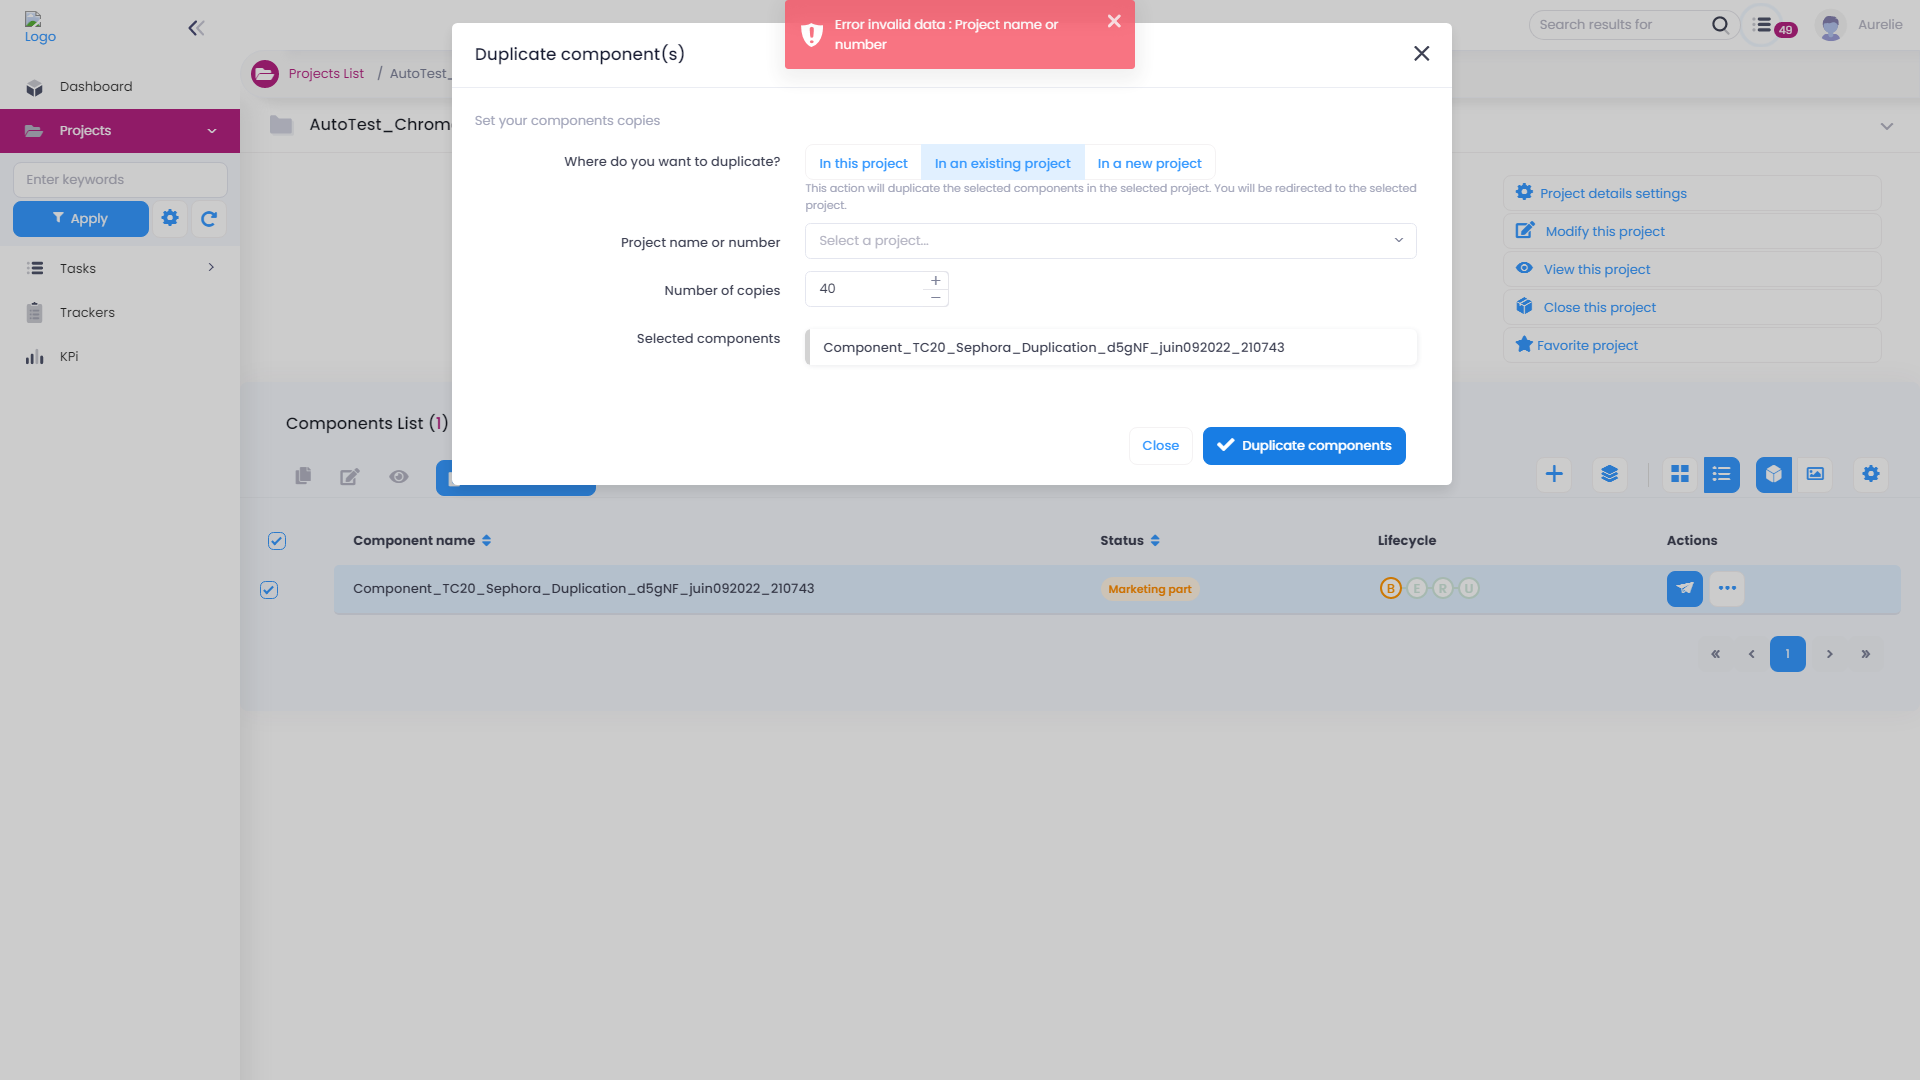 Logo
Dashboard
Projects
Enter keywords
Apply
Tasks
Trackers
KPi
Search results for
49
Aurelie
Projects List / AutoTest_
AutoTest_Chrom
Error invalid data : Project name or
number
Duplicate component(s)
Set your components copies
Where do you want to duplicate?
In this project
In an existing project
In a new project
This action will duplicate the selected components in the selected project. You will be redirected to the selected
project.
Project name or number
Select a project...
Number of copies
40
Selected components
Component_TC20_Sephora_Duplication_d5gNF_juin092022_210743
Close
Duplicate components
Project details settings
Modify this project
View this project
Close this project
Favorite project
Components List (1)
Component name
Status
Lifecycle
Actions
Component_TC20_Sephora_Duplication_d5gNF_juin092022_210743
Marketing part
B E R U
« ‹ 1 › »